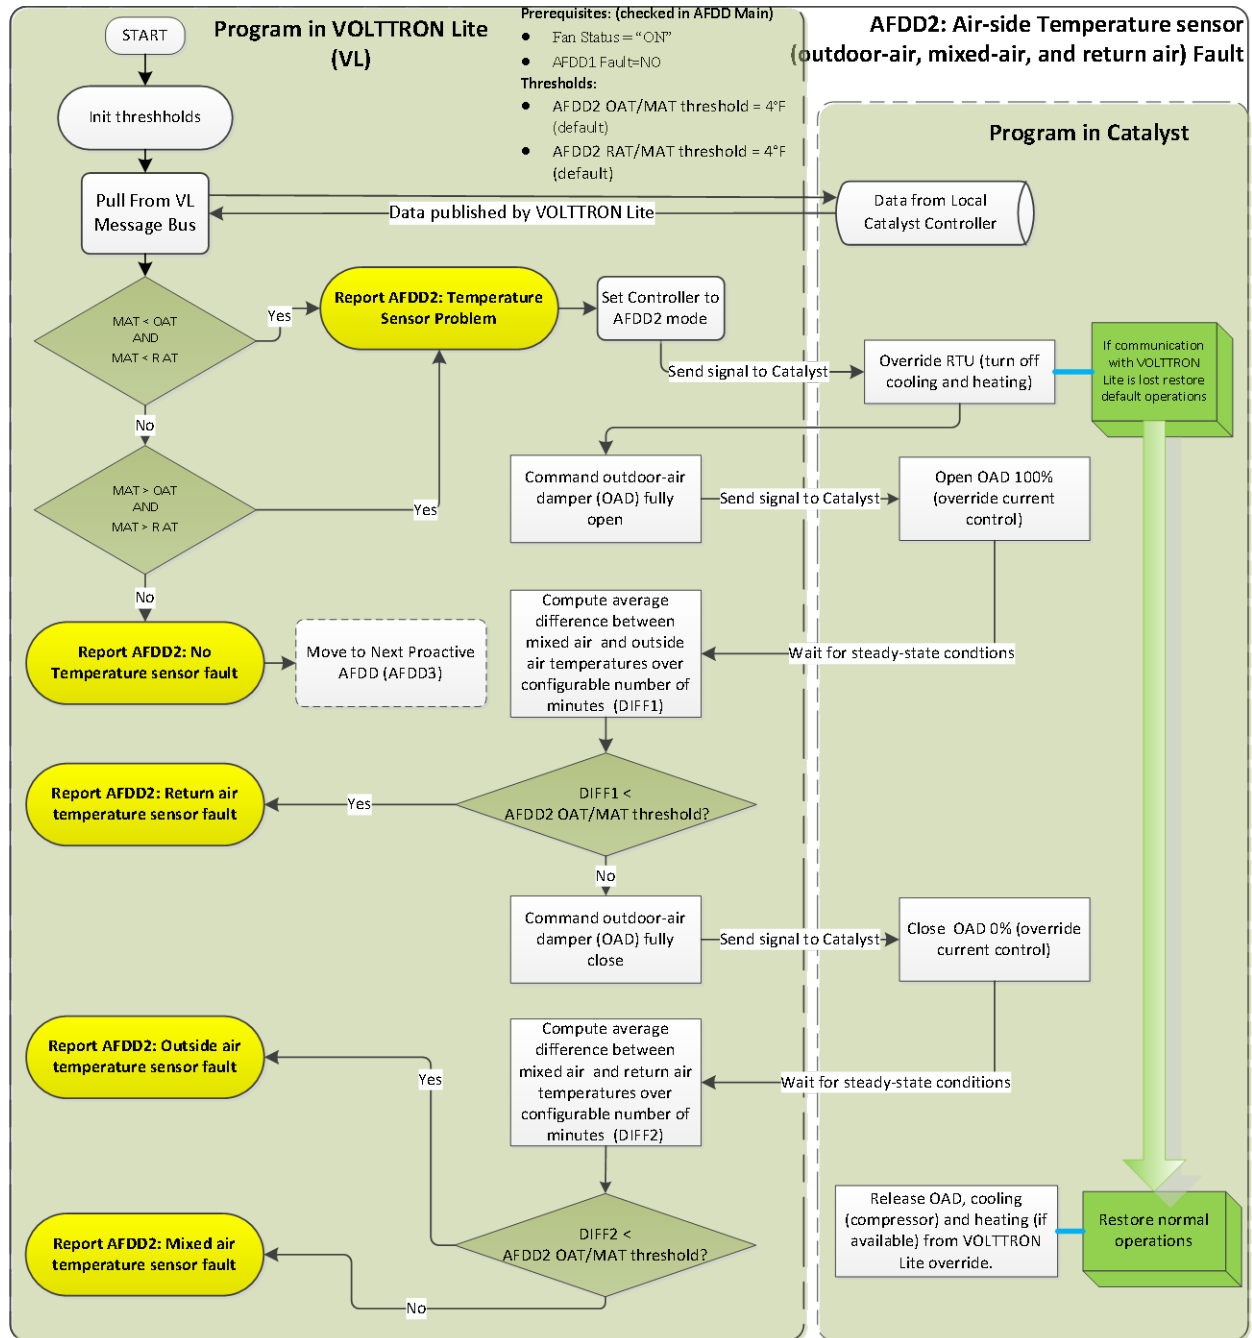 Program in VOLTTRON Lite
(VL)
Prerequisites: (checked in AFDD Main)
● Fan Status = “ON”
● AFDD1 Fault=NO
Thresholds:
● AFDD2 OAT/MAT threshold = 4°F
(default)
● AFDD2 RAT/MAT threshold = 4°F
(default)
AFDD2: Air-side Temperature sensor
(outdoor-air, mixed-air, and return air) Fault
Program in Catalyst
START
Init threshholds
Pull From VL
Message Bus
Data published by VOLTTRON Lite
Data from Local
Catalyst Controller
MAT < OAT
AND
MAT < RAT
Yes
Report AFDD2: Temperature
Sensor Problem
Set Controller to
AFDD2 mode
Send signal to Catalyst
Override RTU (turn off
cooling and heating)
If communication
with VOLTTRON
Lite is lost restore
default operations
No
MAT > OAT
AND
MAT > RAT
Yes
Command outdoor-air
damper (OAD) fully
open
Send signal to Catalyst
Open OAD 100%
(override current
control)
No
Report AFDD2: No
Temperature sensor fault
Move to Next Proactive
AFDD (AFDD3)
Compute average
difference between
mixed air and outside
air temperatures over
configurable number of
minutes (DIFF1)
Wait for steady-state condtions
DIFF1 <
AFDD2 OAT/MAT threshold?
Yes
Report AFDD2: Return air
temperature sensor fault
No
Command outdoor-air
damper (OAD) fully
close
Send signal to Catalyst
Close OAD 0% (override
current control)
Compute average
difference between
mixed air and return air
temperatures over
configurable number of
minutes (DIFF2)
Wait for steady-state conditions
Report AFDD2: Outside air
temperature sensor fault
Yes
DIFF2 <
AFDD2 OAT/MAT threshold?
Report AFDD2: Mixed air
temperature sensor fault
No
Release OAD, cooling
(compressor) and heating (if
available) from VOLTTRON
Lite override.
Restore normal
operations